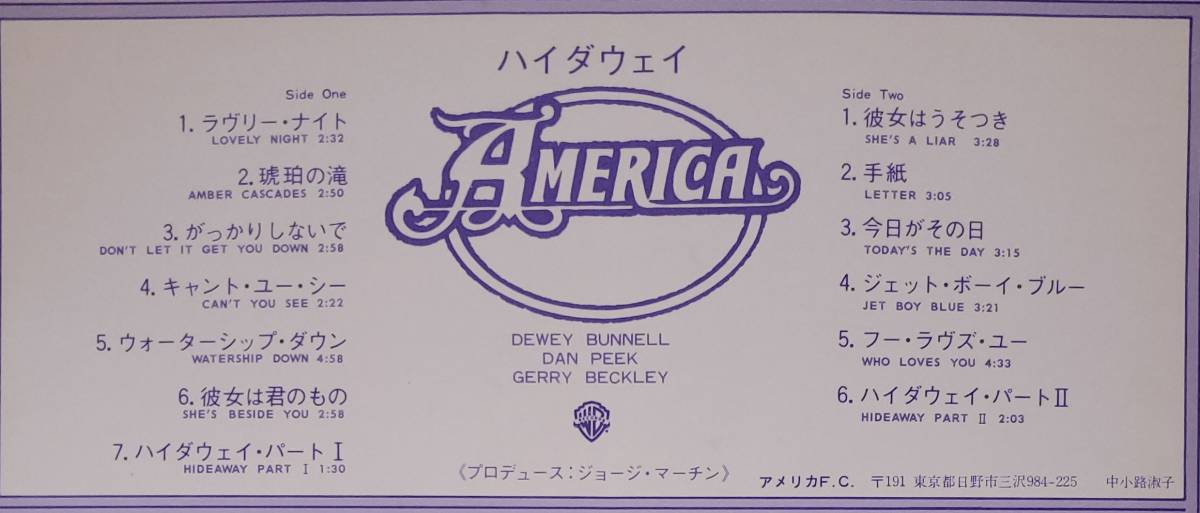 ハイダウェイ
AMERICA
DEWEY BUNNELL
DAN PEEK
GERRY BECKLEY
Side One
1. ラヴリー・ナイト
LOVELY NIGHT 2:32
2. 琥珀の滝
AMBER CASCADES 2:50
3. がっかりしないで
DON'T LET IT GET YOU DOWN 2:58
4. キャント・ユー・シー
CAN'T YOU SEE 2:22
5. ウォーターシップ・ダウン
WATERSHIP DOWN 4:58
6. 彼女は君のもの
SHE'S BESIDE YOU 2:58
7. ハイダウェイ・パートⅠ
HIDEAWAY PART Ⅰ 1:30
Side Two
1. 彼女はうそつき
SHE'S A LIAR 3:28
2. 手紙
LETTER 3:05
3. 今日がその日
TODAY'S THE DAY 3:15
4. ジェット・ボーイ・ブルー
JET BOY BLUE 3:21
5. フー・ラヴズ・ユー
WHO LOVES YOU 4:33
6. ハイダウェイ・パートⅡ
HIDEAWAY PART Ⅱ 2:03
《プロデュース：ジョージ・マーチン》
アメリカF.C. 〒191 東京都日野市三沢984-225 中小路淑子